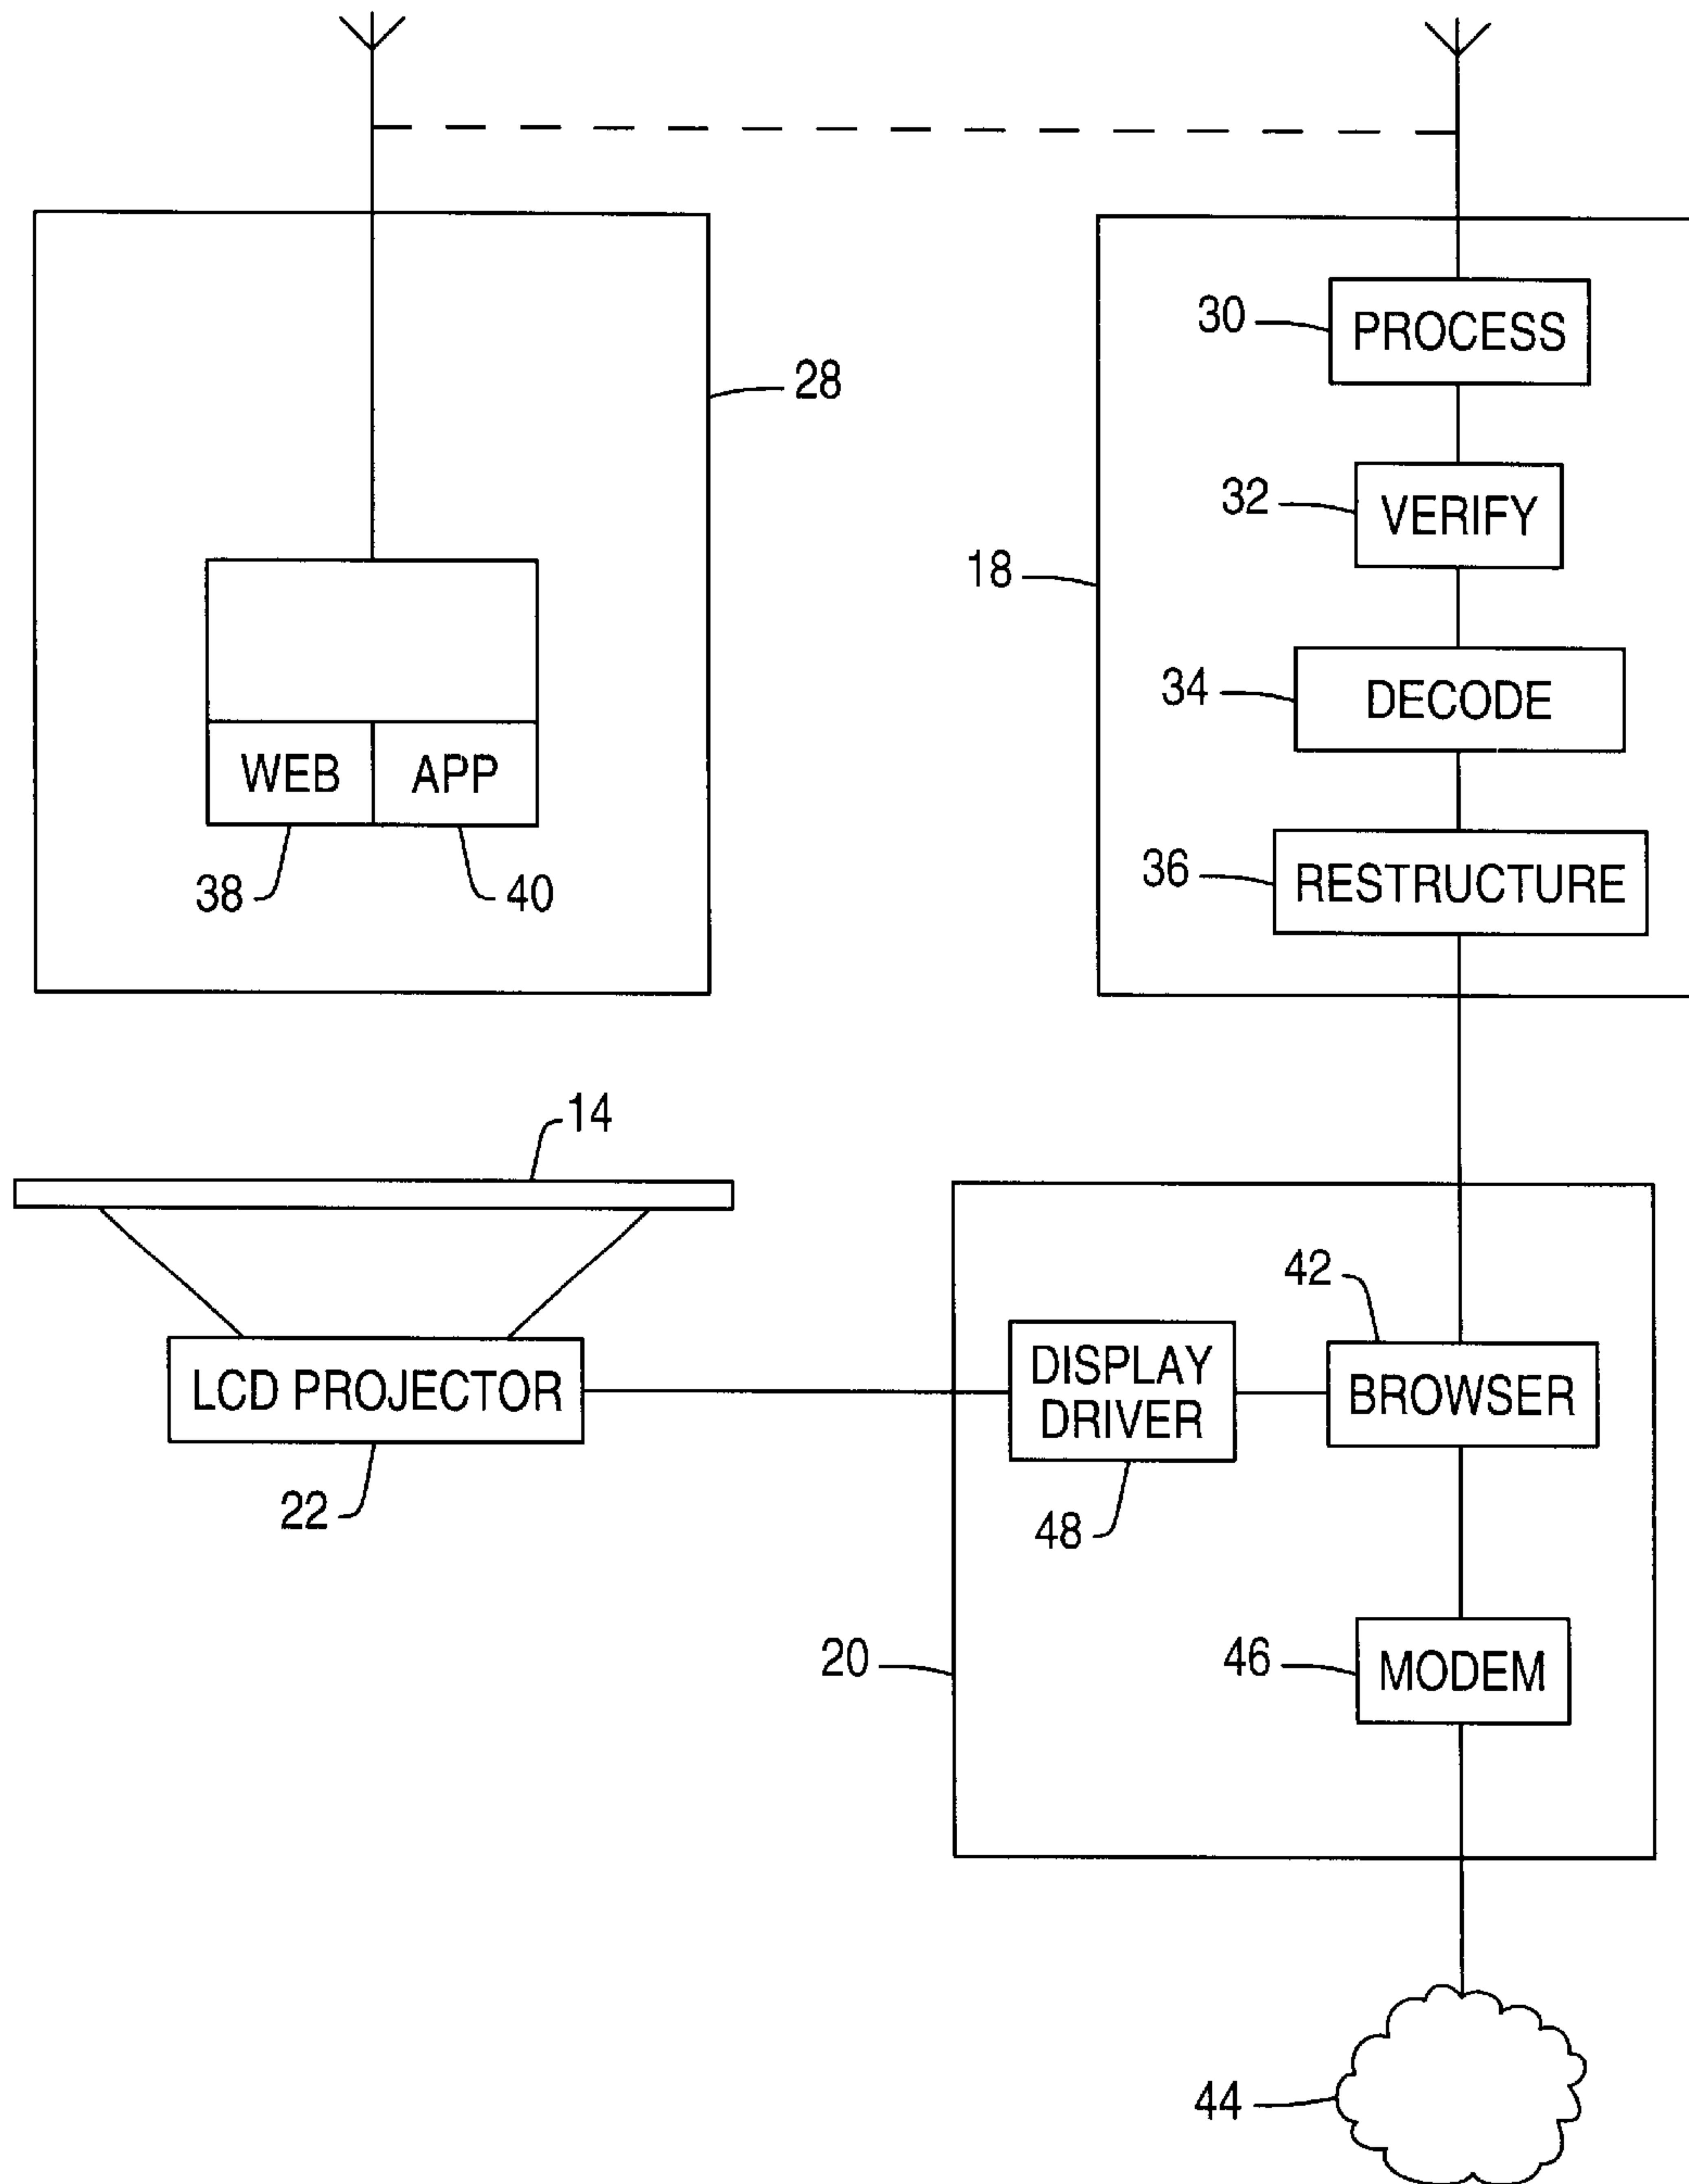 30
PROCESS
28
32
VERIFY
18
34
DECODE
WEB
APP
36
RESTRUCTURE
38
40
14
42
DISPLAY
DRIVER
BROWSER
LCD PROJECTOR
22
48
20
46
MODEM
44